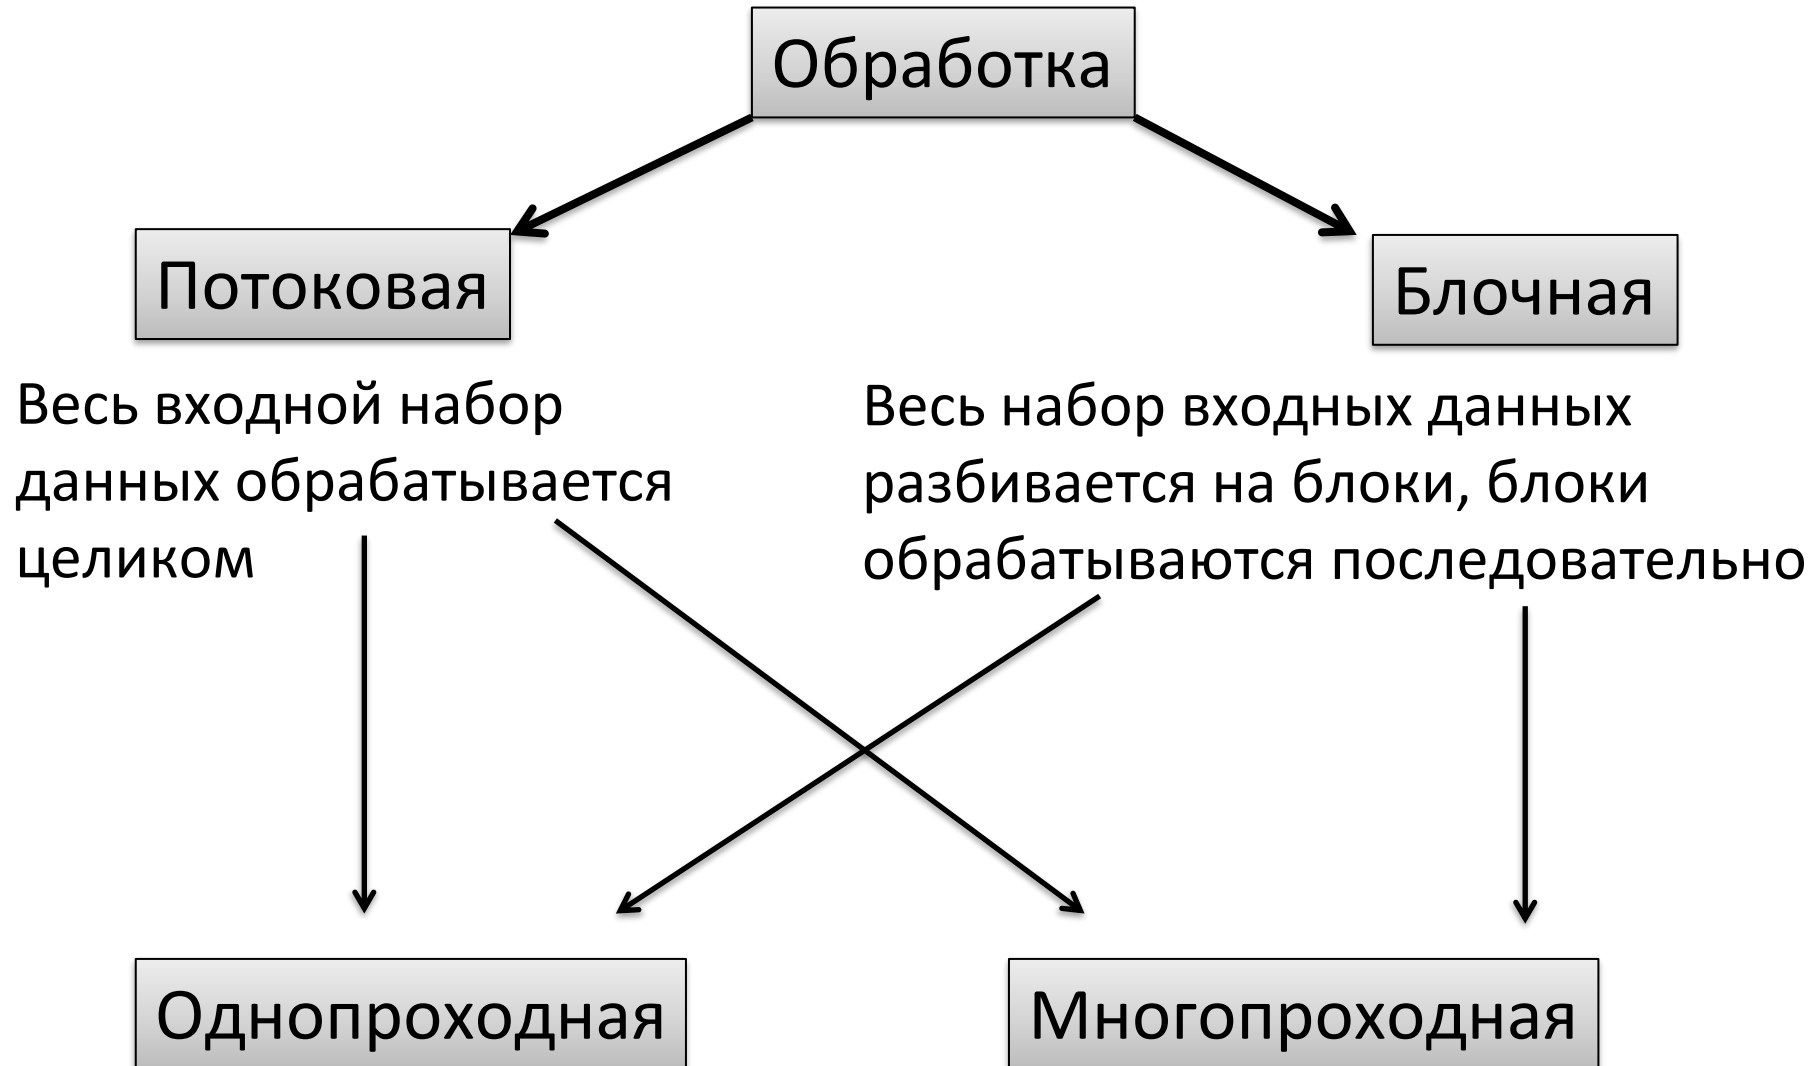 Обработка
Потоковая
Блочная
Весь входной набор
данных обрабатывается
целиком
Весь набор входных данных
разбивается на блоки, блоки
обрабатываются последовательно
Однопроходная
Многопроходная